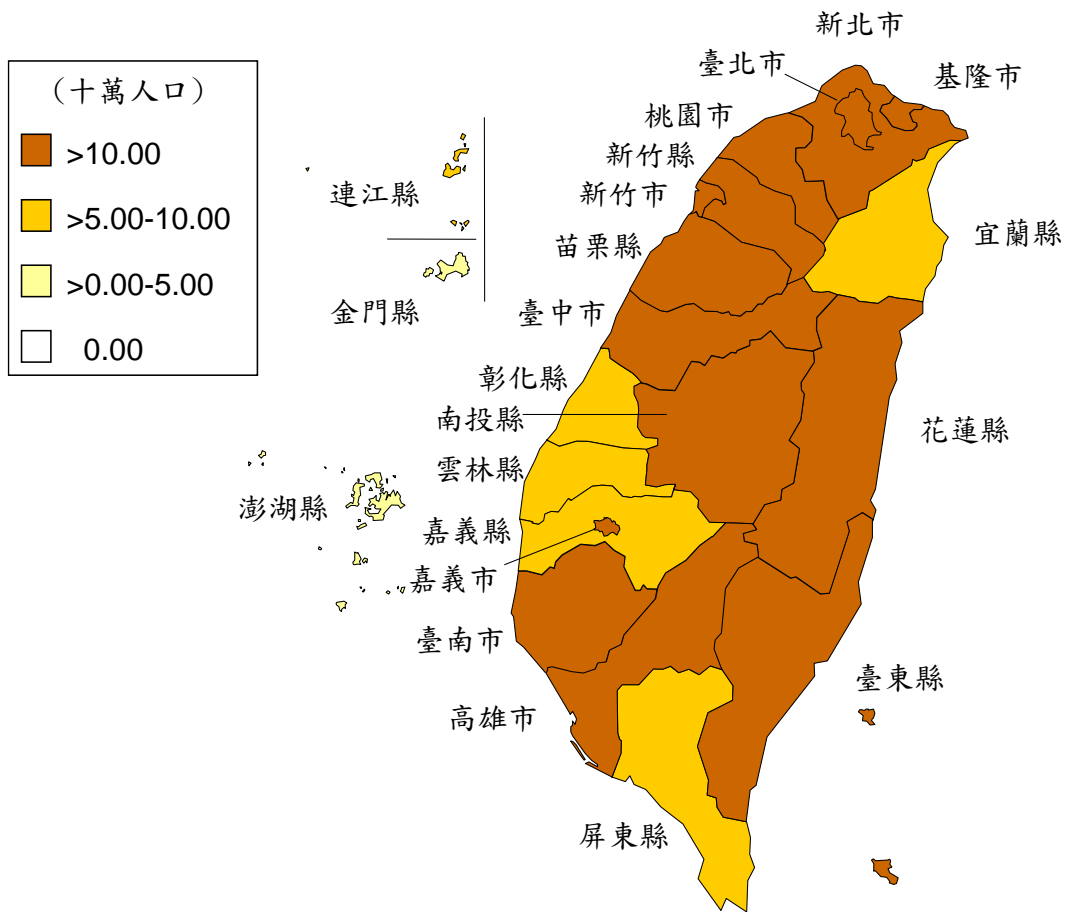 (十萬人口)
>10.00
>5.00-10.00
>0.00-5.00
0.00
新北市
臺北市
基隆市
桃園市
新竹縣
新竹市
連江縣
苗栗縣
宜蘭縣
金門縣
臺中市
彰化縣
南投縣
花蓮縣
雲林縣
澎湖縣
嘉義縣
嘉義市
臺南市
臺東縣
高雄市
屏東縣